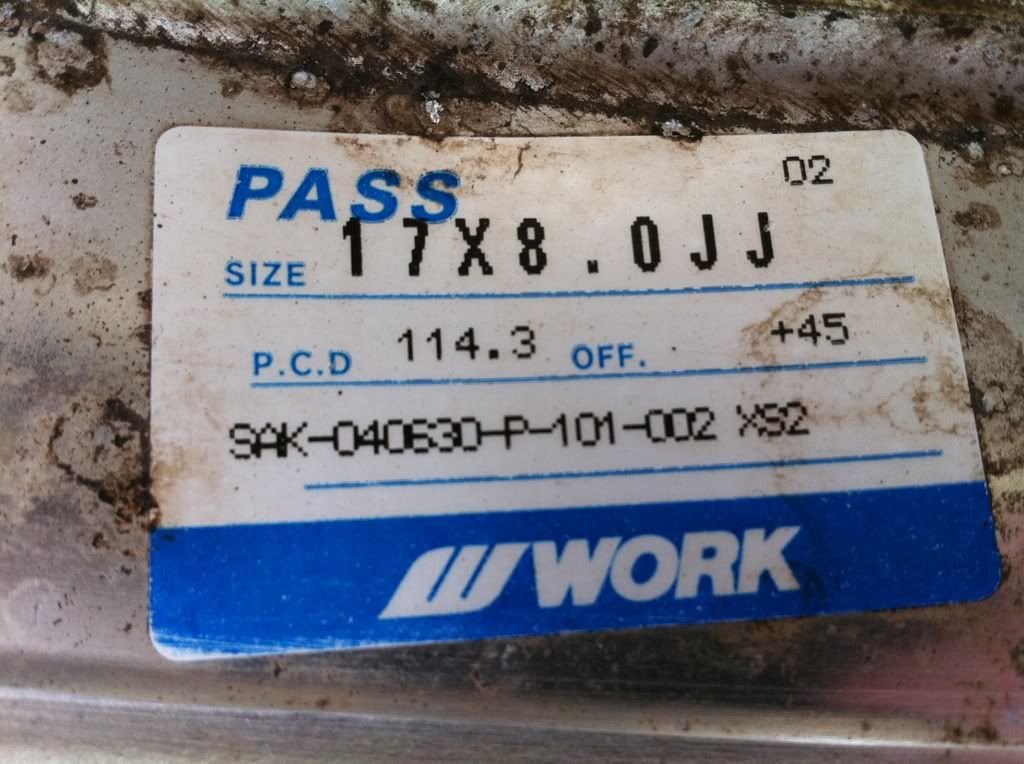 PASS 02
SIZE 17X8.0JJ
P.C.D 114.3 OFF. +45
SAK-040630-P-101-002 XS2
WORK